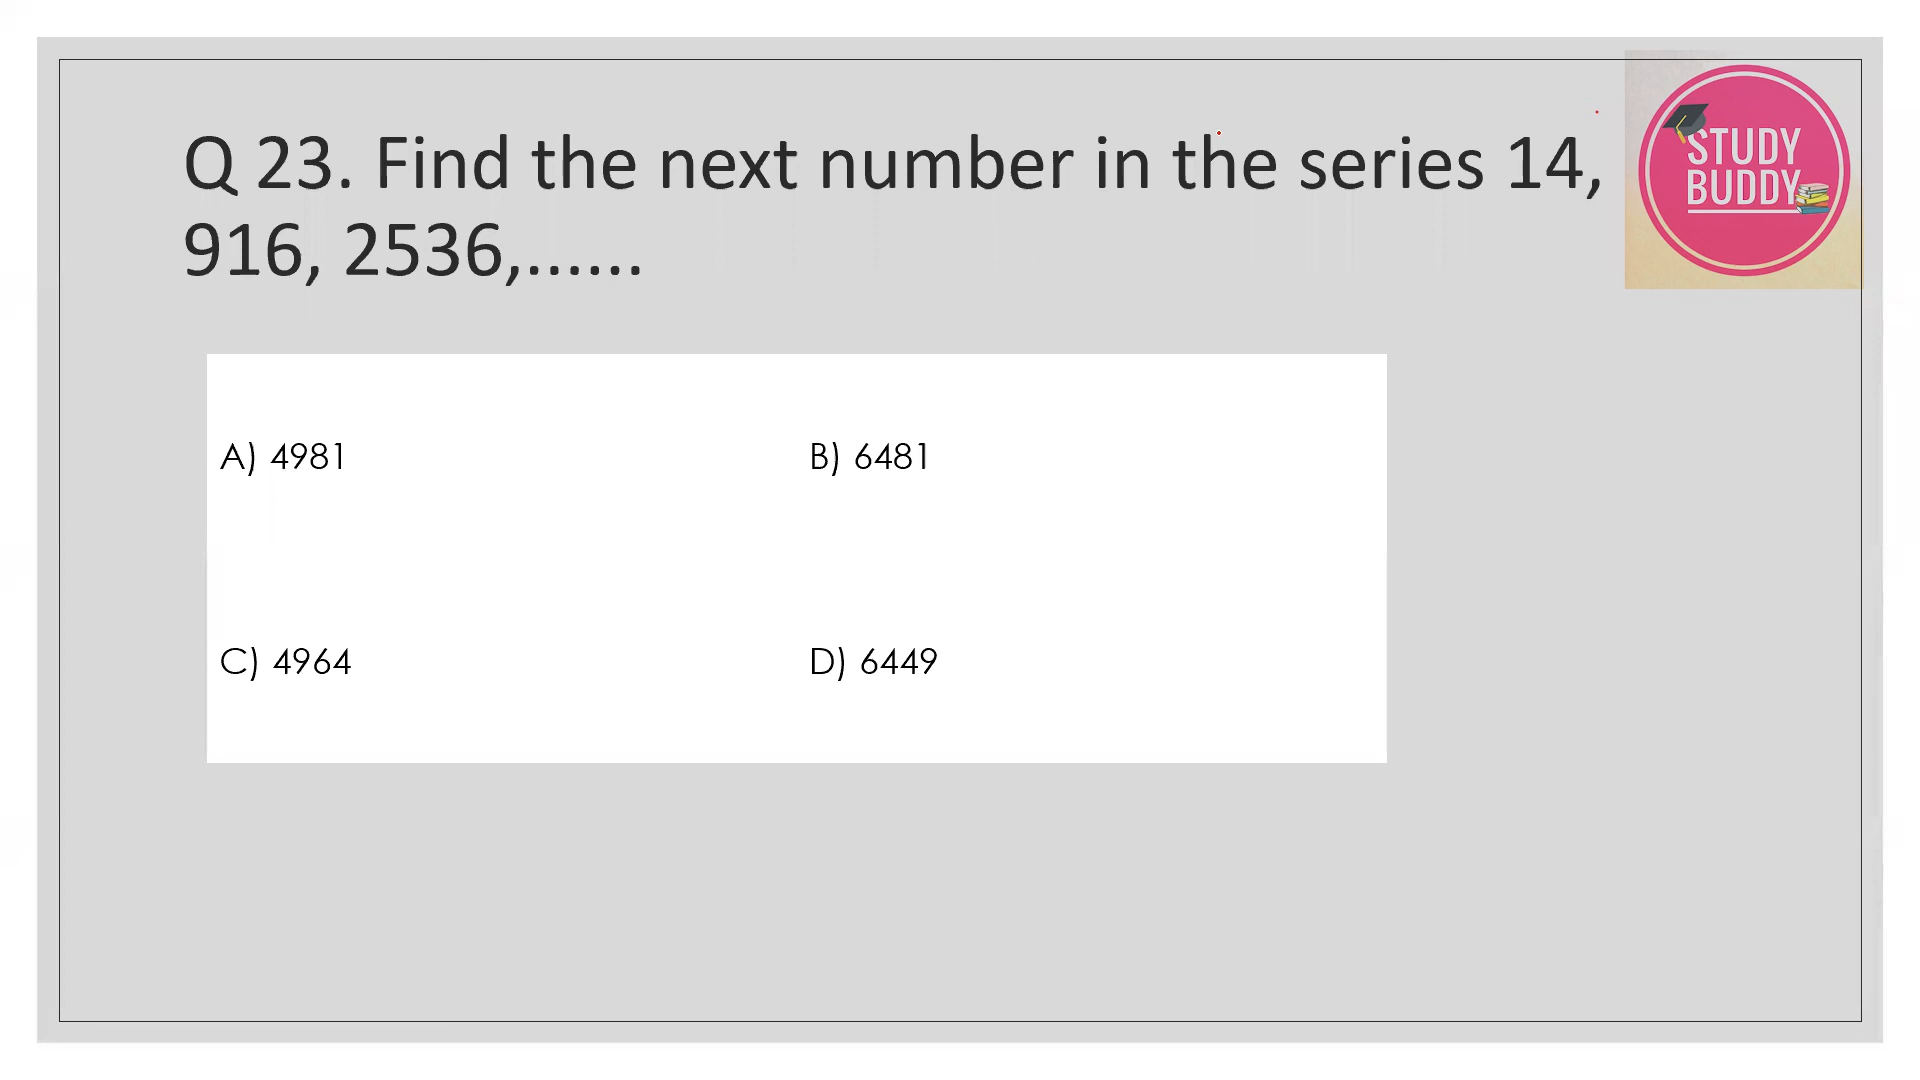 Q 23. Find the next number in the series 14,
916, 2536,......
STUDY
BUDDY
A) 4981
B) 6481
C) 4964
D) 6449